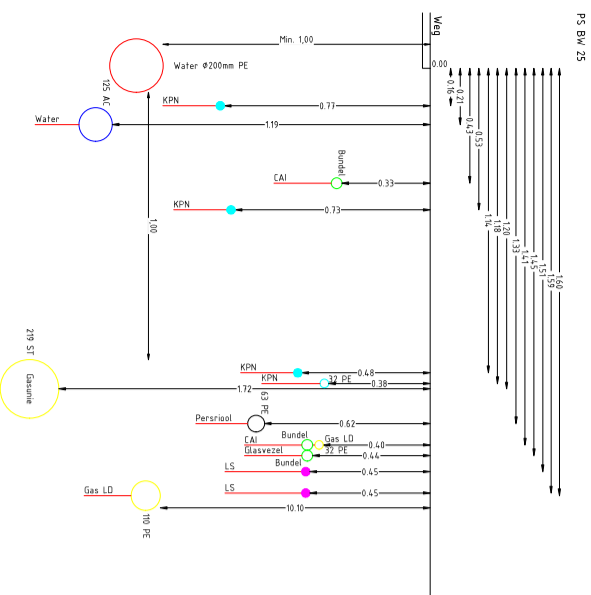 PS BW 25
Weg
0.00
Min. 1,00
Water Ø200mm PE
125 AC
KPN
0.77
Water
1.19
Bundel
CAI
0.33
KPN
0.73
1,00
0.16
0.21
0.43
0.53
1.14
1.18
1.20
1.33
1.41
1.45
1.51
1.59
1.60
219 ST
Gasunie
KPN
0.48
KPN
32 PE
0.38
1.72
63 PE
Persriool
0.62
Bundel
Gas LD
CAI
0.40
Glasvezel
32 PE
0.44
Bundel
LS
0.45
LS
0.45
Gas LD
110 PE
10.10